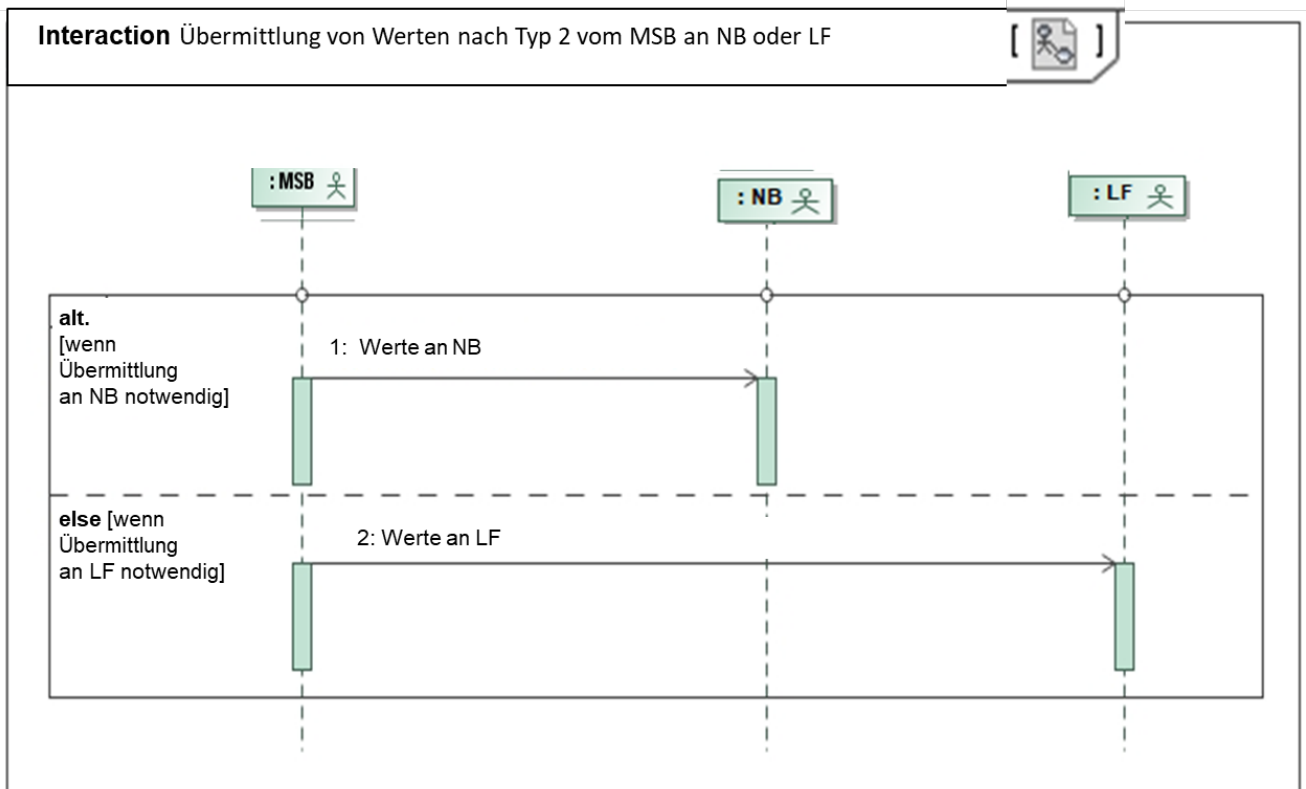 Interaction Übermittlung von Werten nach Typ 2 vom MSB an NB oder LF
[ ]
: MSB
: NB
: LF
alt.
[wenn
Übermittlung
an NB notwendig]
1: Werte an NB
else [wenn
Übermittlung
an LF notwendig]
2: Werte an LF